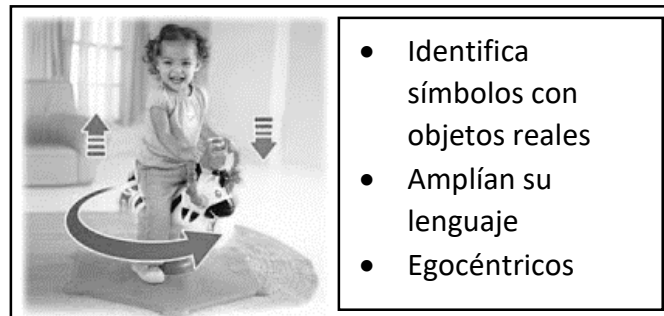 • Identifica
símbolos con
objetos reales
• Amplían su
lenguaje
• Egocéntricos